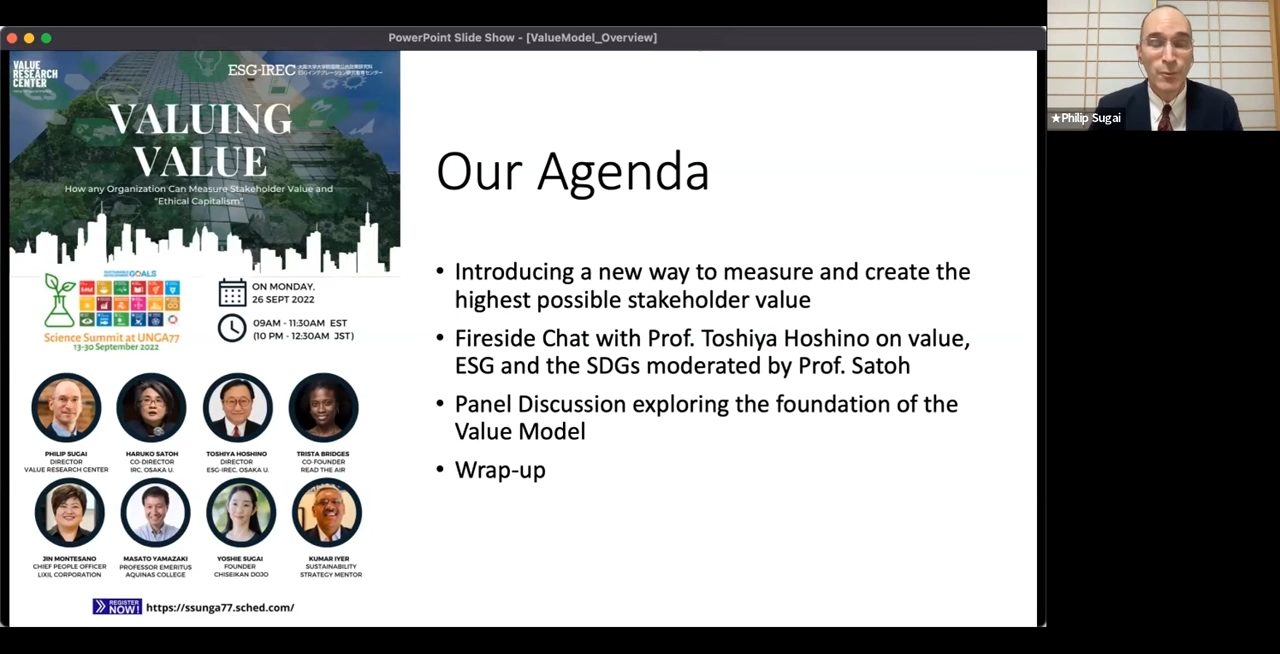 PowerPoint Slide Show - [ValueModel_Overview]
VALUE
RESEARCH
CENTER
ESG-IREC
VALUING
VALUE
How any Organization Can Measure Stakeholder Value and
"Ethical Capitalism"
GOALS
Science Summit at UNGA77
13-30 September 2022
ON MONDAY,
26 SEPT 2022
09AM - 11:30AM EST
(10 PM - 12:30AM JST)
PHILIP SUGAI
DIRECTOR
VALUE RESEARCH CENTER
HARUKO SATOH
CO-DIRECTOR
IRC, OSAKA U.
TOSHIYA HOSHINO
DIRECTOR
ESG-IREC, OSAKA U.
TRISTA BRIDGES
CO-FOUNDER
READ THE AIR
JIN MONTESANO
CHIEF PEOPLE OFFICER
LIXIL CORPORATION
MASATO YAMAZAKI
PROFESSOR EMERITUS
AQUINAS COLLEGE
YOSHIE SUGAI
FOUNDER
CHISEIKAN DOJO
KUMAR IYER
SUSTAINABILITY
STRATEGY MENTOR
REGISTER
NOW!
https://ssunga77.sched.com/
Our Agenda
• Introducing a new way to measure and create the
highest possible stakeholder value
• Fireside Chat with Prof. Toshiya Hoshino on value,
ESG and the SDGs moderated by Prof. Satoh
• Panel Discussion exploring the foundation of the
Value Model
• Wrap-up
★Philip Sugai